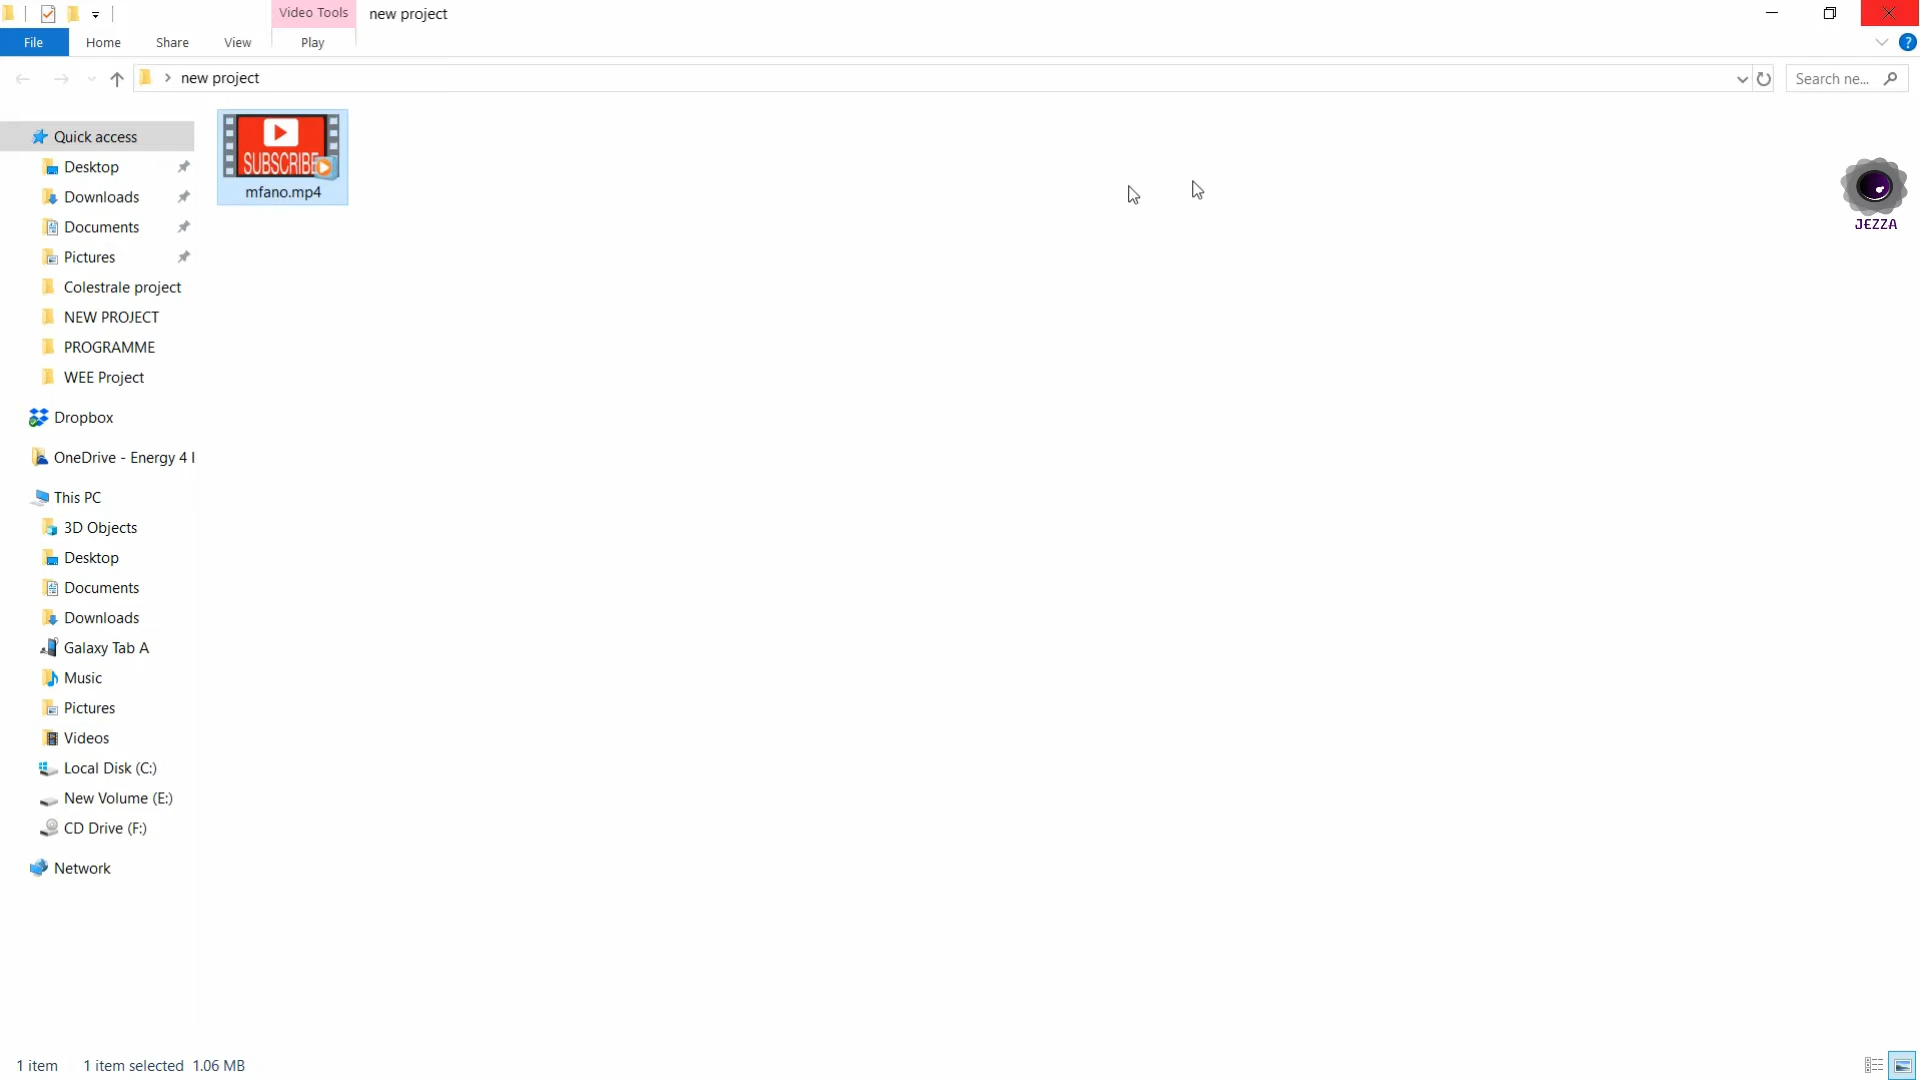 Video Tools
new project
File
Home
Share
View
Play
new project
Search ne...
Quick access
Desktop
Downloads
Documents
Pictures
Colestrale project
NEW PROJECT
PROGRAMME
WEE Project
Dropbox
OneDrive - Energy 4 I
This PC
3D Objects
Desktop
Documents
Downloads
Galaxy Tab A
Music
Pictures
Videos
Local Disk (C:)
New Volume (E:)
CD Drive (F:)
Network
SUBSCRIBE
mfano.mp4
JEZZA
1 item
1 item selected 1.06 MB